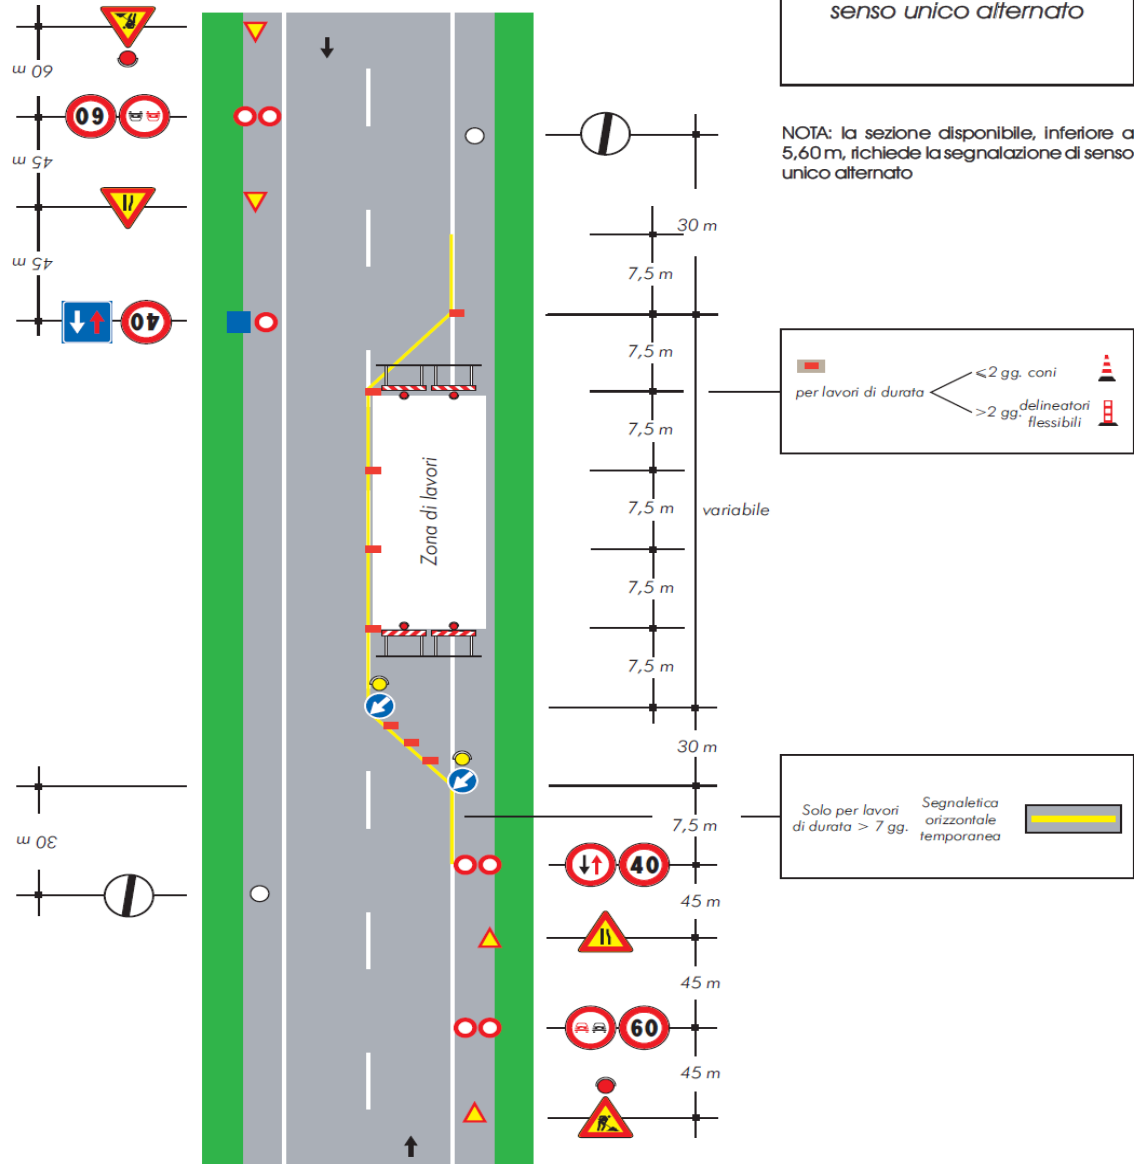 senso unico alternato
NOTA: la sezione disponibile, inferiore a
5,60 m, richiede la segnalazione di senso
unico alternato
60 m
60
45 m
45 m
40
30 m
7,5 m
7,5 m
7,5 m
7,5 m
7,5 m
7,5 m
variabile
Zona di lavori
per lavori di durata
⩽2 gg. coni
>2 gg. delineatori
flessibili
30 m
7,5 m
Solo per lavori
di durata > 7 gg.
Segnaletica
orizzontale
temporanea
40
45 m
45 m
60
45 m
30 m